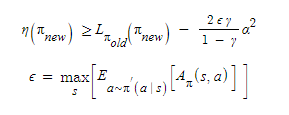 η(π_new) ≥ L_π_old(π_new) − (2εγ / (1 − γ)) α²
ϵ = max_s [E_a~π′(a|s) [A_π(s, a)]]